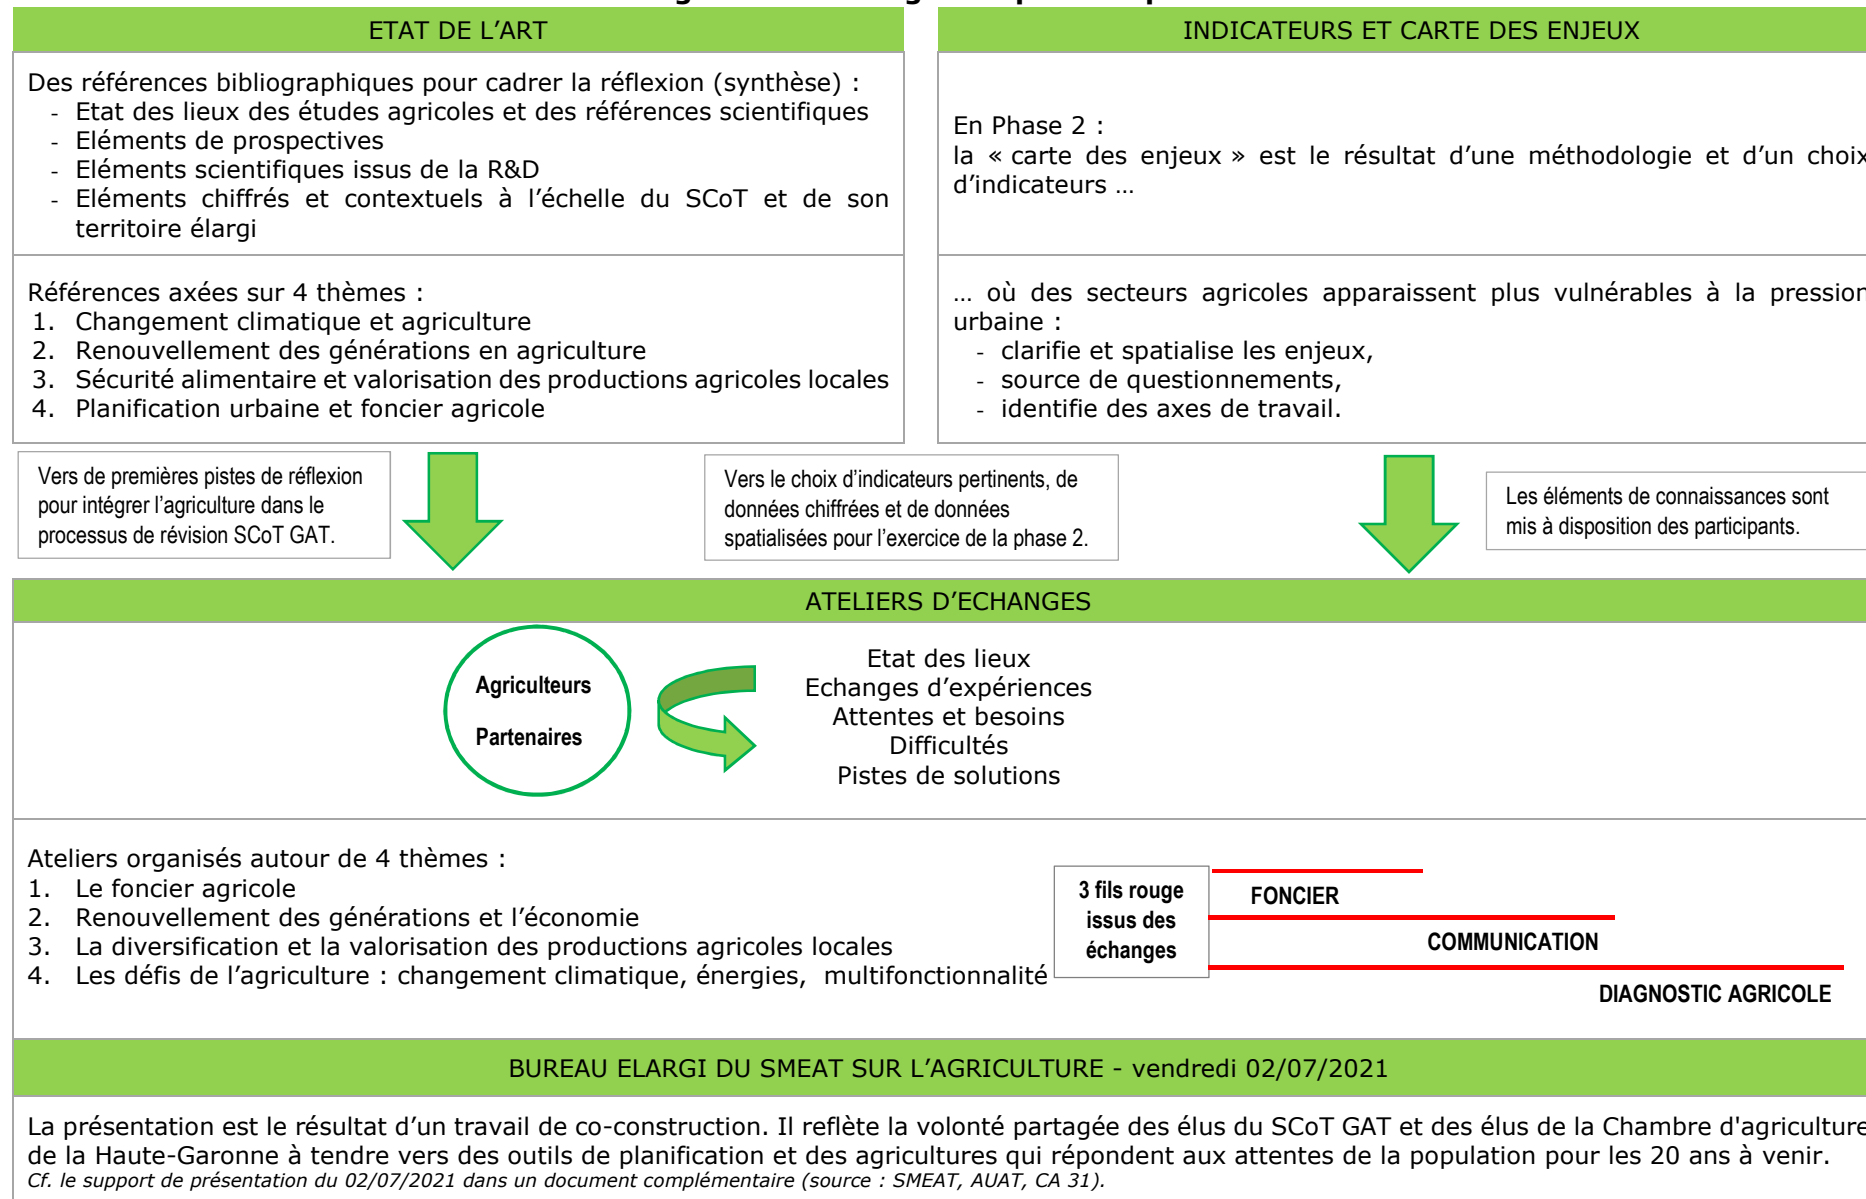 ETAT DE L’ART
Des références bibliographiques pour cadrer la réflexion (synthèse) :
- Etat des lieux des études agricoles et des références scientifiques
- Eléments de prospectives
- Eléments scientifiques issus de la R&D
- Eléments chiffrés et contextuels à l’échelle du SCoT et de son
territoire élargi
Références axées sur 4 thèmes :
1. Changement climatique et agriculture
2. Renouvellement des générations en agriculture
3. Sécurité alimentaire et valorisation des productions agricoles locales
4. Planification urbaine et foncier agricole
INDICATEURS ET CARTE DES ENJEUX
En Phase 2 :
la « carte des enjeux » est le résultat d’une méthodologie et d’un choix
d’indicateurs …
… où des secteurs agricoles apparaissent plus vulnérables à la pression
urbaine :
- clarifie et spatialise les enjeux,
- source de questionnements,
- identifie des axes de travail.
Vers de premières pistes de réflexion
pour intégrer l’agriculture dans le
processus de révision SCoT GAT.
Vers le choix d’indicateurs pertinents, de
données chiffrées et de données
spatialisées pour l’exercice de la phase 2.
Les éléments de connaissances sont
mis à disposition des participants.
ATELIERS D’ECHANGES
Agriculteurs
Partenaires
Etat des lieux
Echanges d’expériences
Attentes et besoins
Difficultés
Pistes de solutions
Ateliers organisés autour de 4 thèmes :
1. Le foncier agricole
2. Renouvellement des générations et l’économie
3. La diversification et la valorisation des productions agricoles locales
4. Les défis de l’agriculture : changement climatique, énergies, multifonctionnalité
3 fils rouge
issus des
échanges
FONCIER
COMMUNICATION
DIAGNOSTIC AGRICOLE
BUREAU ELARGI DU SMEAT SUR L’AGRICULTURE - vendredi 02/07/2021
La présentation est le résultat d’un travail de co-construction. Il reflète la volonté partagée des élus du SCoT GAT et des élus de la Chambre d'agriculture
de la Haute-Garonne à tendre vers des outils de planification et des agricultures qui répondent aux attentes de la population pour les 20 ans à venir.
Cf. le support de présentation du 02/07/2021 dans un document complémentaire (source : SMEAT, AUAT, CA 31).